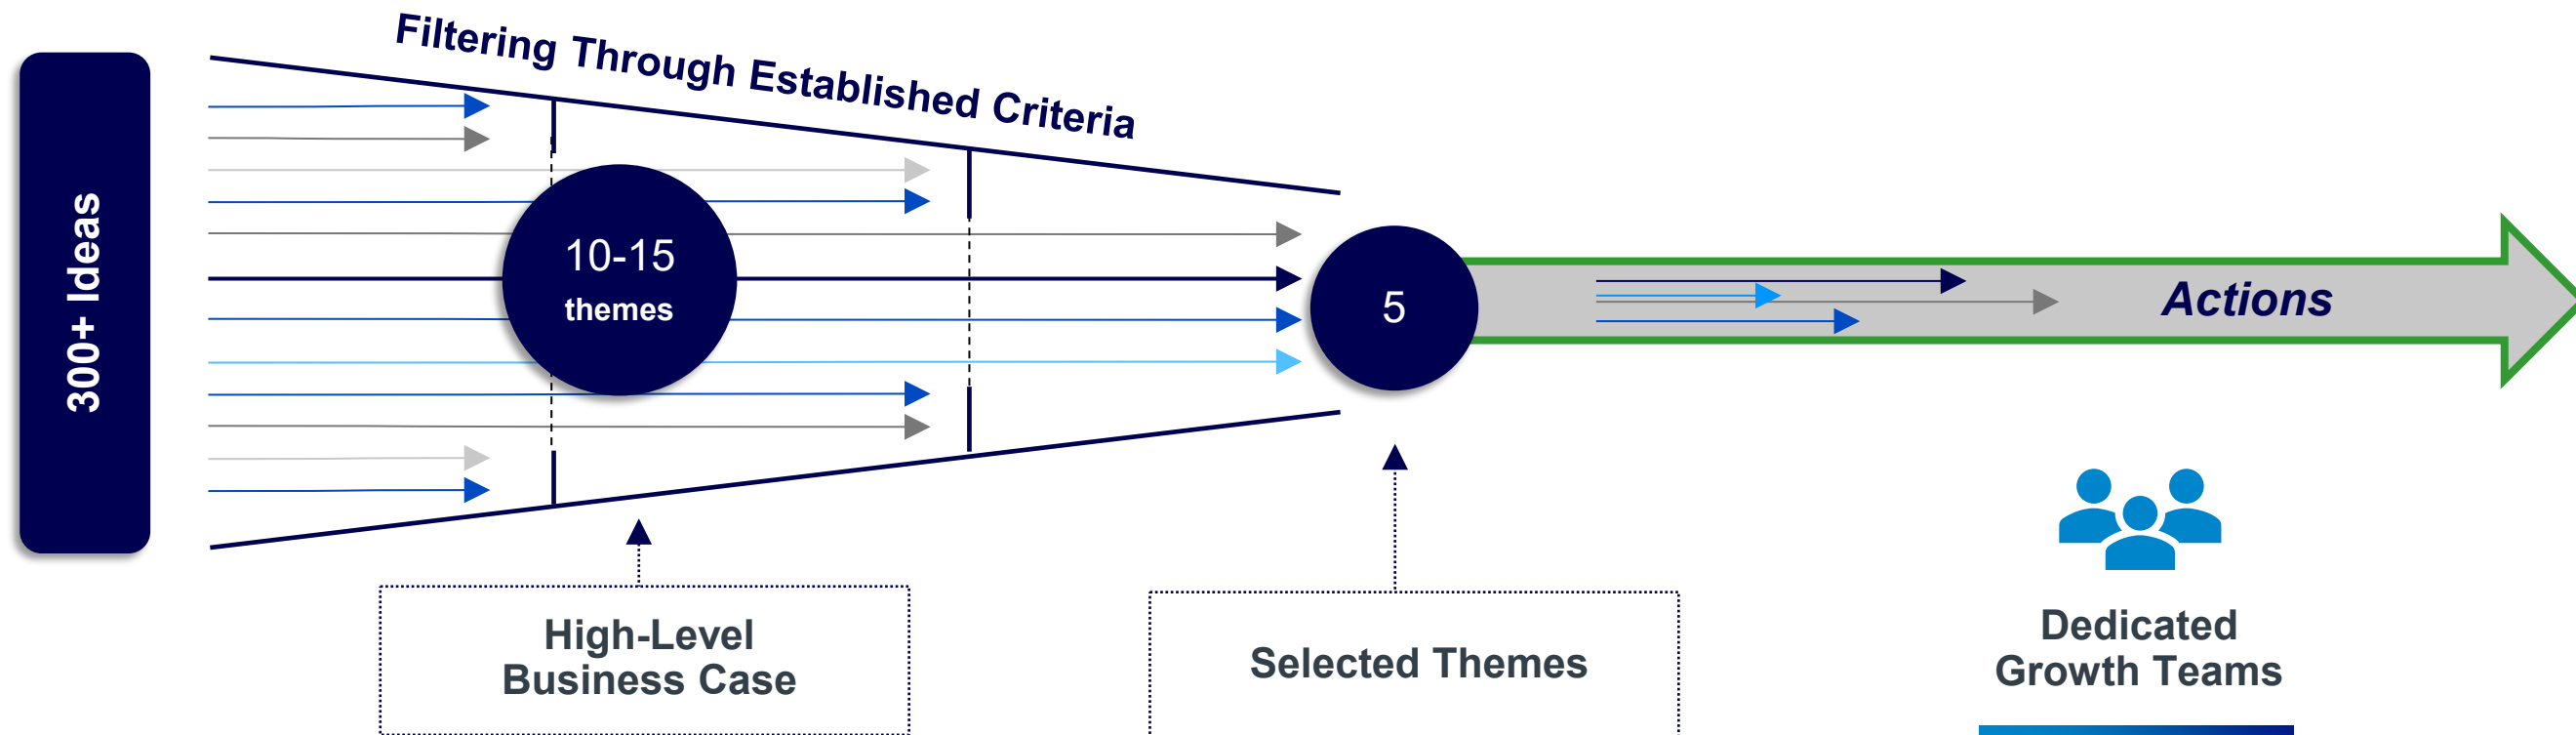 Filtering Through Established Criteria
300+ Ideas
10-15
themes
5
Actions
High-Level
Business Case
Selected Themes
Dedicated
Growth Teams